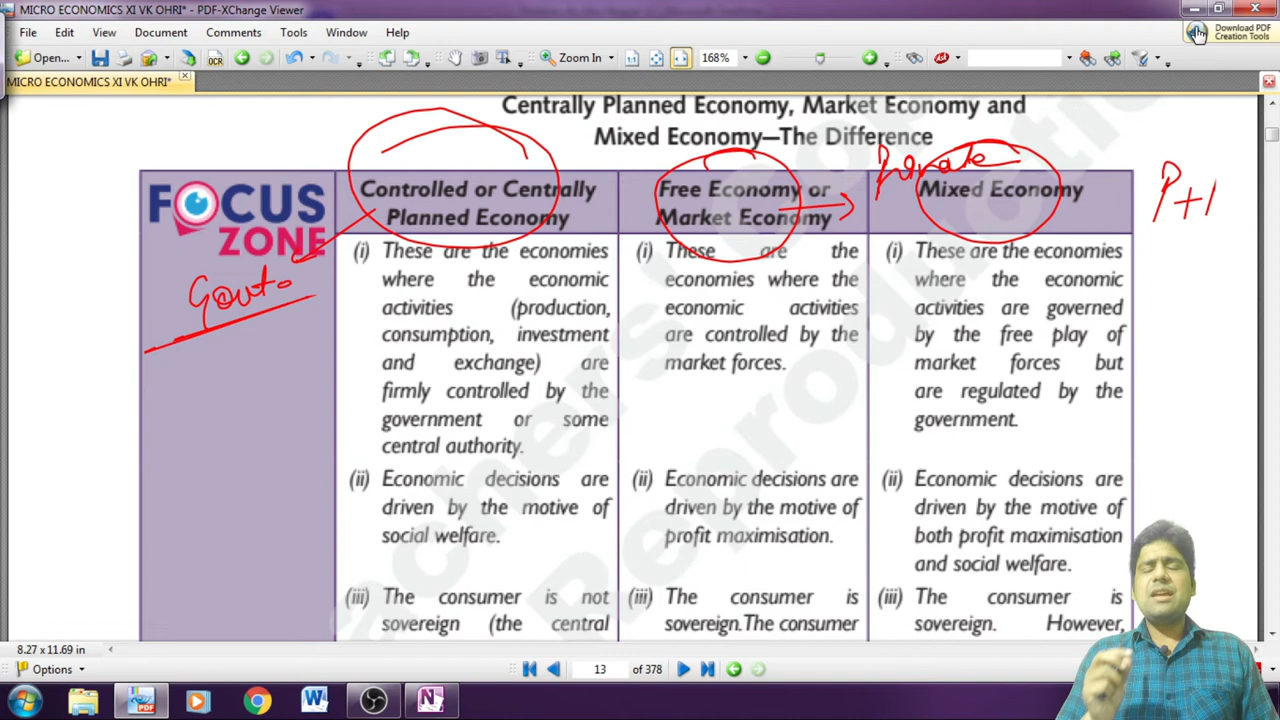 MICRO ECONOMICS XI VK OHRI* - PDF-XChange Viewer
File Edit View Document Comments Tools Window Help
Download PDF
Creation Tools
Open... OCR Zoom In 168% Ask
MICRO ECONOMICS XI VK OHRI*
Centrally Planned Economy, Market Economy and
Mixed Economy—The Difference
FOCUS
ZONE
Controlled or Centrally
Planned Economy
(i) These are the economies
where the economic
activities (production,
consumption, investment
and exchange) are
firmly controlled by the
government or some
central authority.
(ii) Economic decisions are
driven by the motive of
social welfare.
(iii) The consumer is not
sovereign (the central
Free Economy or
Market Economy
(i) These are the
economies where the
economic activities
are controlled by the
market forces.
(ii) Economic decisions are
driven by the motive of
profit maximisation.
(iii) The consumer is
sovereign. The consumer
Mixed Economy
(i) These are the economies
where the economic
activities are governed
by the free play of
market forces but
are regulated by the
government.
(ii) Economic decisions are
driven by the motive of
both profit maximisation
and social welfare.
(iii) The consumer is
sovereign. However,
Govt.
Private
P+
8.27 x 11.69 in
Options 13 of 378